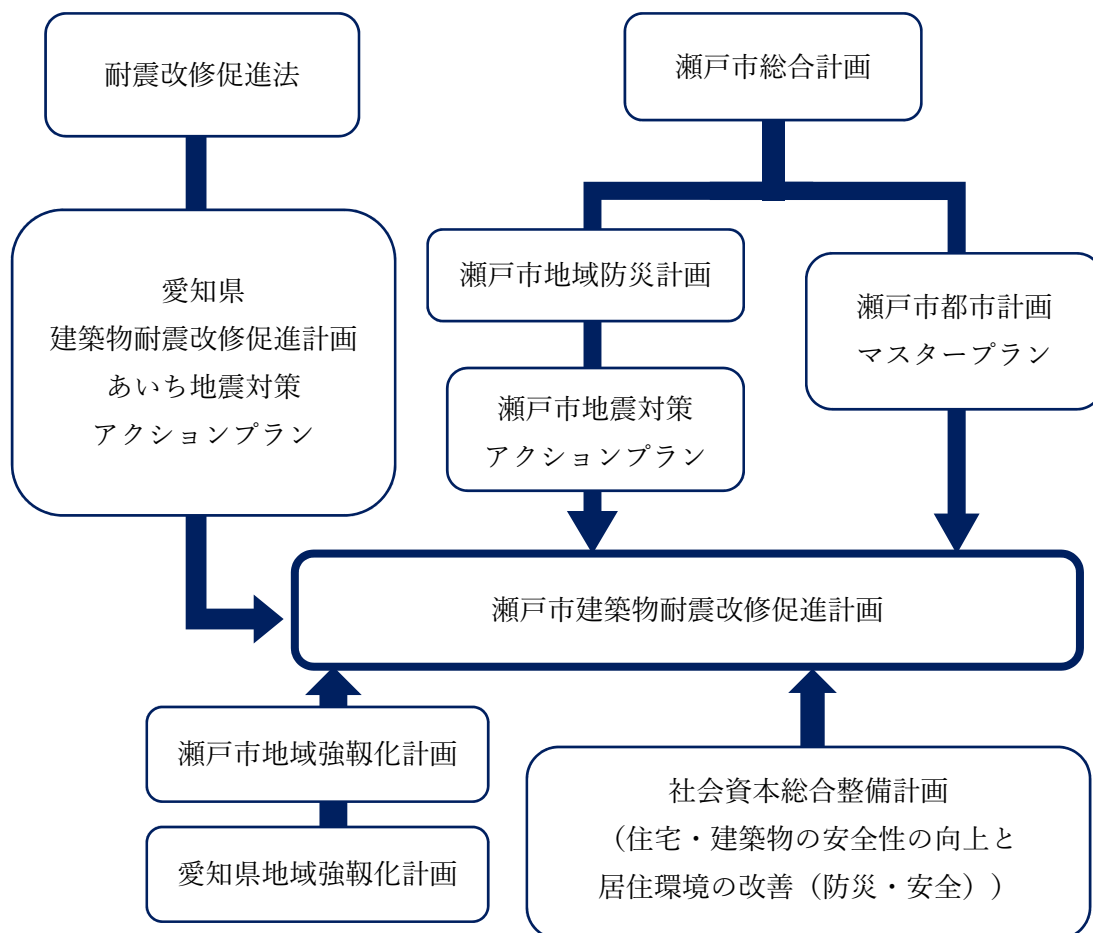 耐震改修促進法
瀬戸市総合計画
愛知県
建築物耐震改修促進計画
あいち地震対策
アクションプラン
瀬戸市地域防災計画
瀬戸市地震対策
アクションプラン
瀬戸市都市計画
マスタープラン
瀬戸市建築物耐震改修促進計画
瀬戸市地域強靱化計画
愛知県地域強靱化計画
社会資本総合整備計画
（住宅・建築物の安全性の向上と
居住環境の改善（防災・安全））